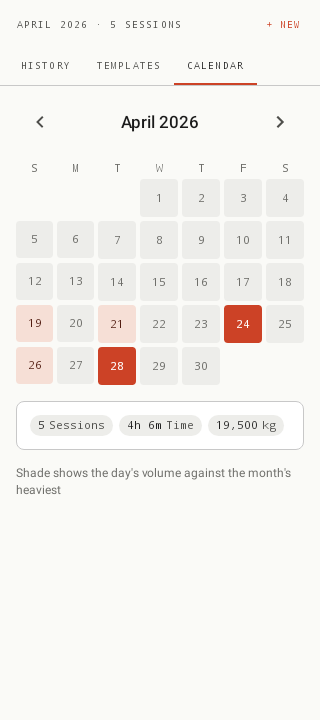 APRIL 2026 · 5 SESSIONS
+ NEW
HISTORY TEMPLATES CALENDAR
April 2026
S M T W T F S
1 2 3 4
5 6 7 8 9 10 11
12 13 14 15 16 17 18
19 20 21 22 23 24 25
26 27 28 29 30
5 Sessions 4h 6m Time 19,500 kg
Shade shows the day's volume against the month's
heaviest